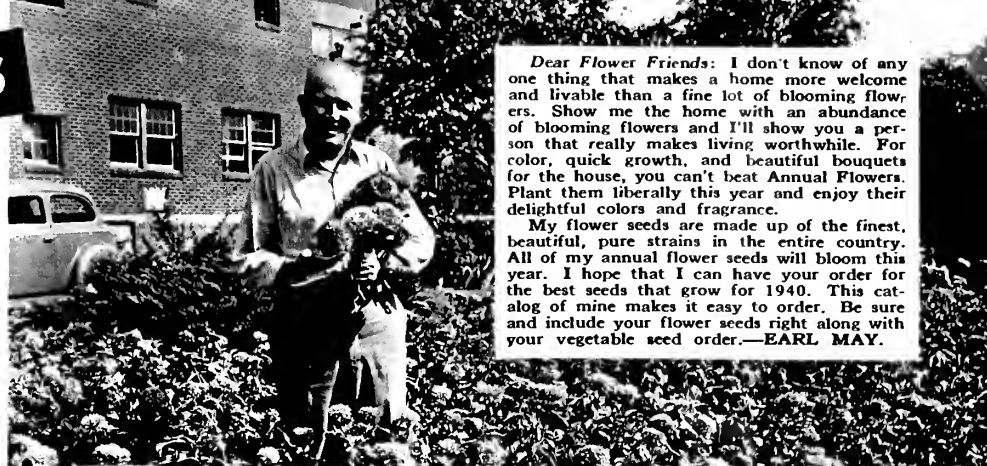 Dear Flower Friends: I don't know of any
one thing that makes a home more welcome
and livable than a fine lot of blooming flowr
ers. Show me the home with an abundance
of blooming flowers and I'll show you a per-
son that really makes living worthwhile. For
color, quick growth, and beautiful bouquets
for the house, you can't beat Annual Flowers.
Plant them liberally this year and enjoy their
delightful colors and fragrance.
My flower seeds are made up of the finest,
beautiful, pure strains in the entire country.
All of my annual flower seeds will bloom this
year. I hope that I can have your order for
the best seeds that grow for 1940. This cat-
alog of mine makes it easy to order. Be sure
and include your flower seeds right along with
your vegetable seed order.—EARL MAY.